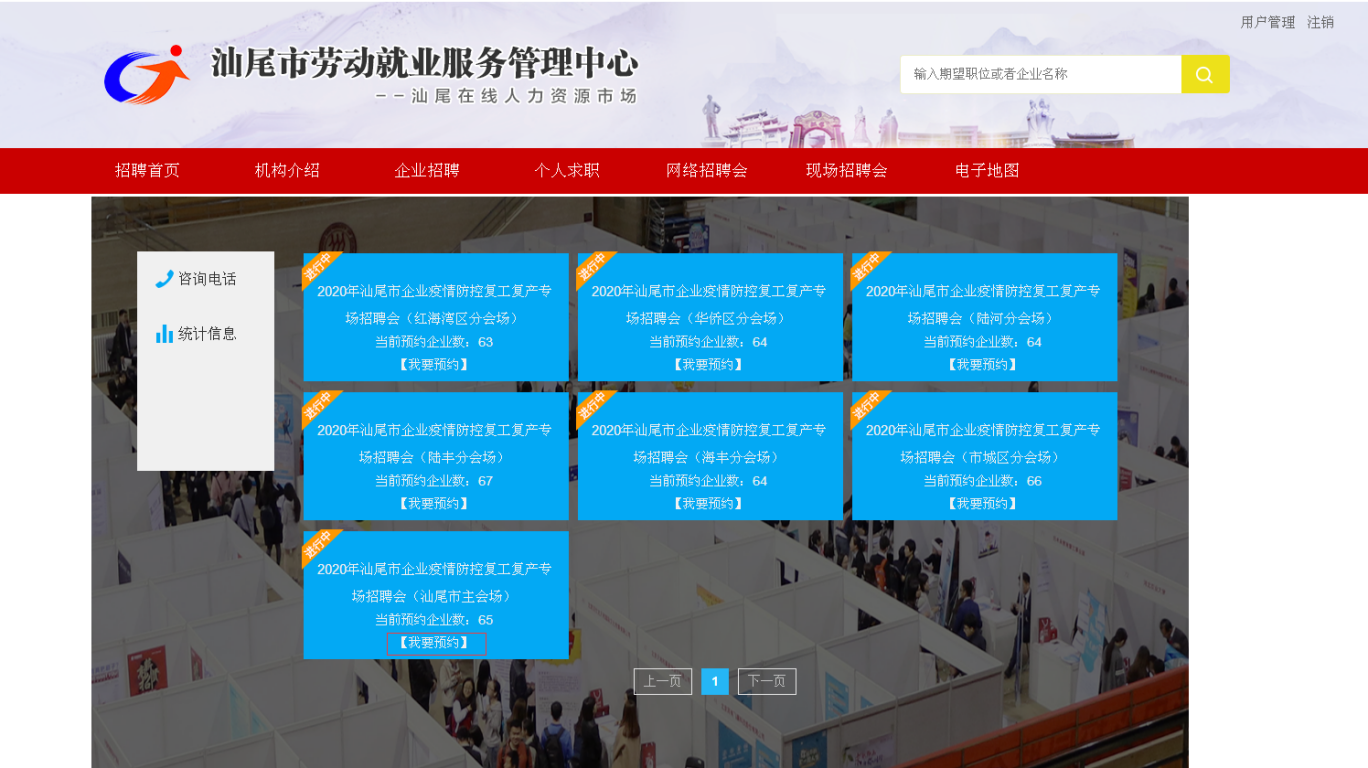 用户管理 注销
汕尾市劳动就业服务管理中心
——汕尾在线人力资源市场
输入期望职位或者企业名称
招聘首页 机构介绍 企业招聘 个人求职 网络招聘会 现场招聘会 电子地图
咨询电话
统计信息
进行中
2020年汕尾市企业疫情防控复工复产专
场招聘会（红海湾区分会场）
当前预约企业数：63
【我要预约】
进行中
2020年汕尾市企业疫情防控复工复产专
场招聘会（华侨区分会场）
当前预约企业数：64
【我要预约】
进行中
2020年汕尾市企业疫情防控复工复产专
场招聘会（陆河分会场）
当前预约企业数：64
【我要预约】
进行中
2020年汕尾市企业疫情防控复工复产专
场招聘会（陆丰分会场）
当前预约企业数：67
【我要预约】
进行中
2020年汕尾市企业疫情防控复工复产专
场招聘会（海丰分会场）
当前预约企业数：64
【我要预约】
进行中
2020年汕尾市企业疫情防控复工复产专
场招聘会（市城区分会场）
当前预约企业数：66
【我要预约】
进行中
2020年汕尾市企业疫情防控复工复产专
场招聘会（汕尾市主会场）
当前预约企业数：65
【我要预约】
上一页 1 下一页